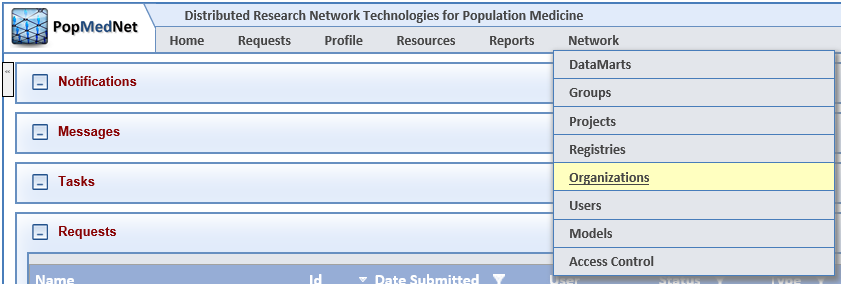 PopMedNet
Distributed Research Network Technologies for Population Medicine
Home Requests Profile Resources Reports Network
DataMarts
Groups
Projects
Registries
Organizations
Users
Models
Access Control
Notifications
Messages
Tasks
Requests
Name Id Date Submitted User Status Type